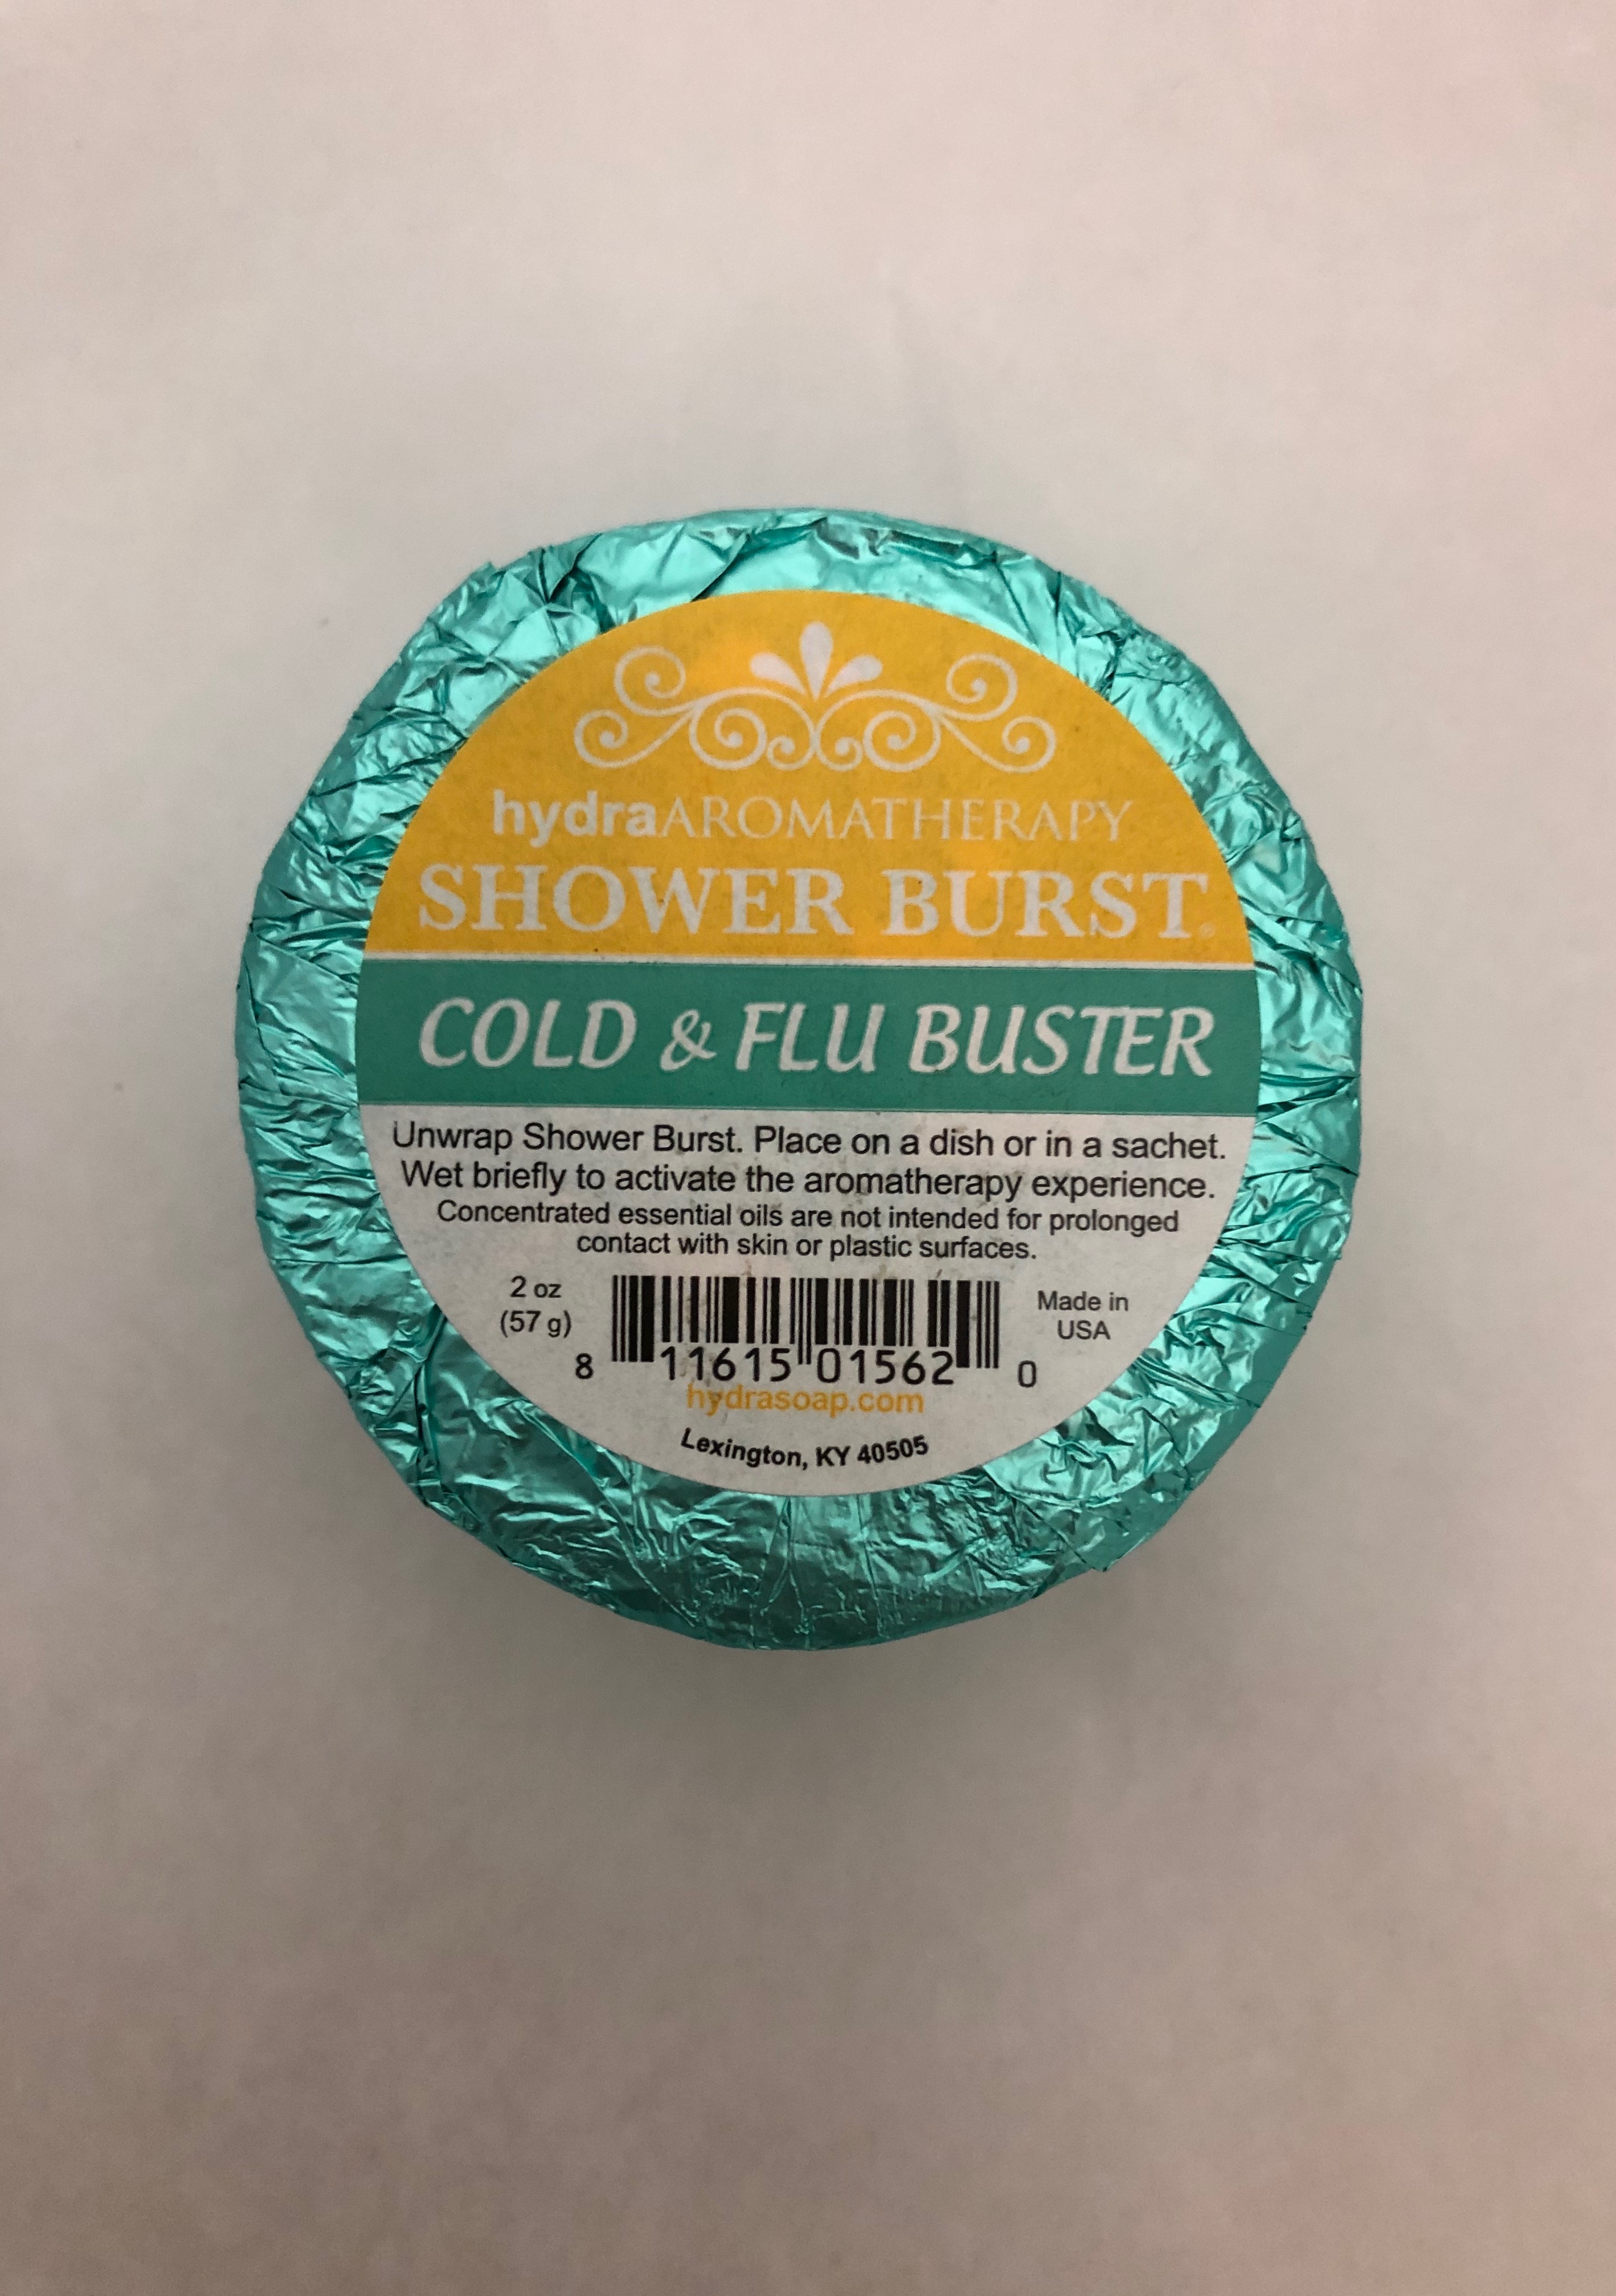 hydraAROMATHERAPY
SHOWER BURST®
COLD & FLU BUSTER
Unwrap Shower Burst. Place on a dish or in a sachet.
Wet briefly to activate the aromatherapy experience.
Concentrated essential oils are not intended for prolonged
contact with skin or plastic surfaces.
2 oz
(57 g)
8 11615 01562 0
Made in
USA
hydrasoap.com
Lexington, KY 40505